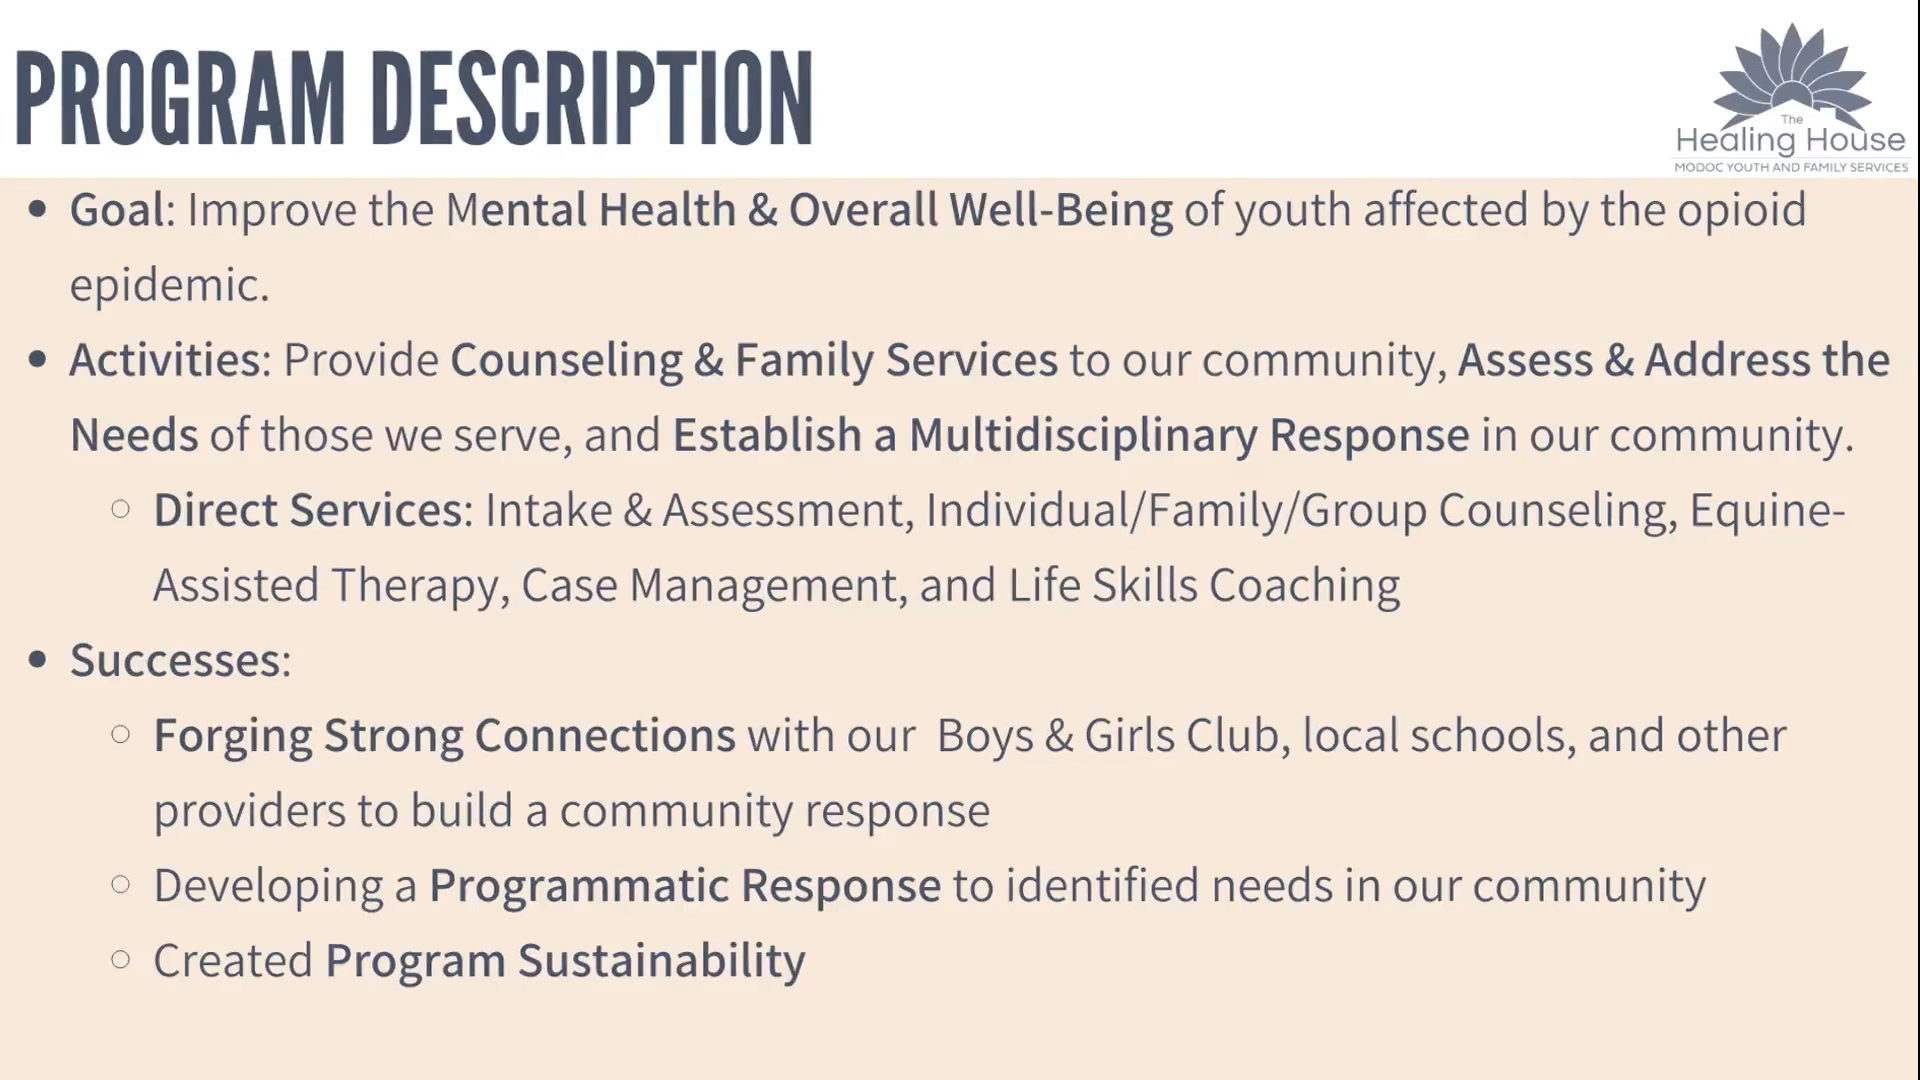 PROGRAM DESCRIPTION
The
Healing House
MODOC YOUTH AND FAMILY SERVICES
• Goal: Improve the Mental Health & Overall Well-Being of youth affected by the opioid
epidemic.
• Activities: Provide Counseling & Family Services to our community, Assess & Address the
Needs of those we serve, and Establish a Multidisciplinary Response in our community.
○ Direct Services: Intake & Assessment, Individual/Family/Group Counseling, Equine-
Assisted Therapy, Case Management, and Life Skills Coaching
• Successes:
○ Forging Strong Connections with our  Boys & Girls Club, local schools, and other
providers to build a community response
○ Developing a Programmatic Response to identified needs in our community
○ Created Program Sustainability